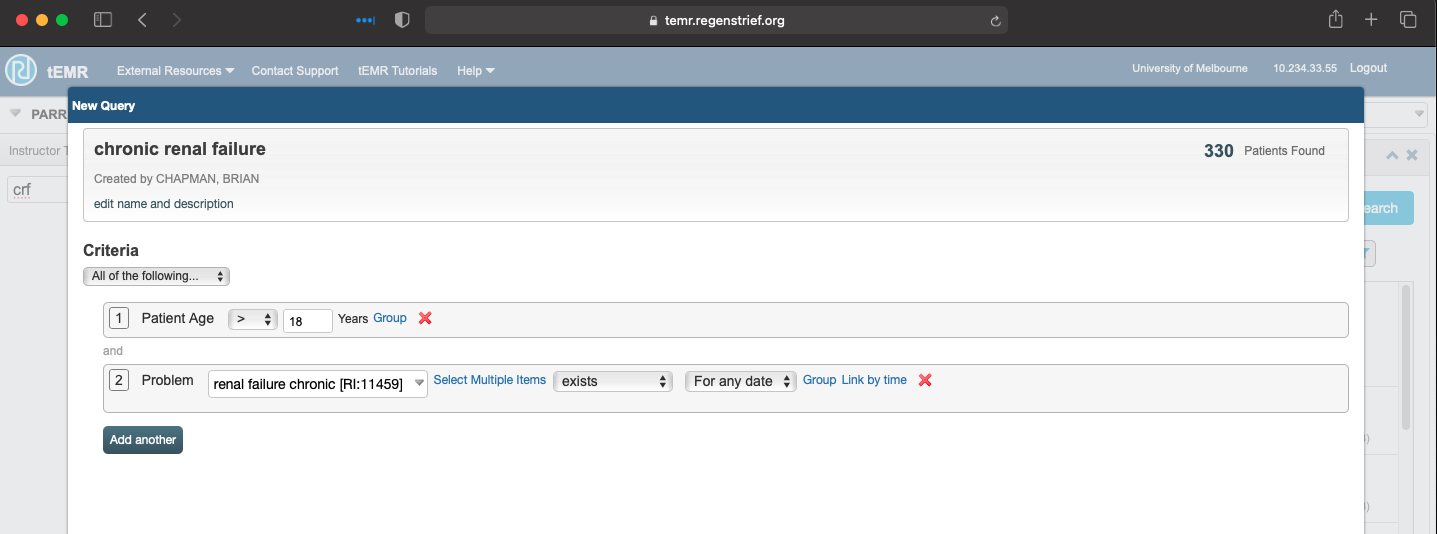 temr.regenstrief.org
tEMR External Resources Contact Support tEMR Tutorials Help University of Melbourne 10.234.33.55 Logout
New Query
PARR
chronic renal failure 330 Patients Found
Instructor T
Created by CHAPMAN, BRIAN
crf
edit name and description
earch
Criteria
All of the following...
1 Patient Age > 18 Years Group
and
2 Problem renal failure chronic [RI:11459] Select Multiple Items exists For any date Group Link by time
Add another